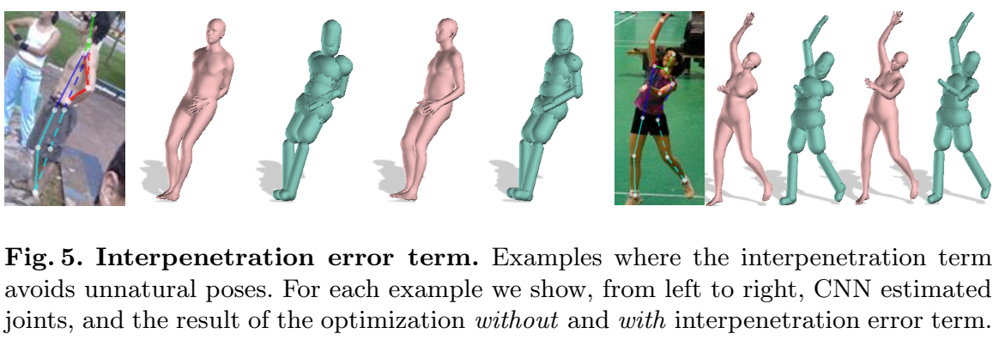 Fig. 5. Interpenetration error term. Examples where the interpenetration term
avoids unnatural poses. For each example we show, from left to right, CNN estimated
joints, and the result of the optimization without and with interpenetration error term.